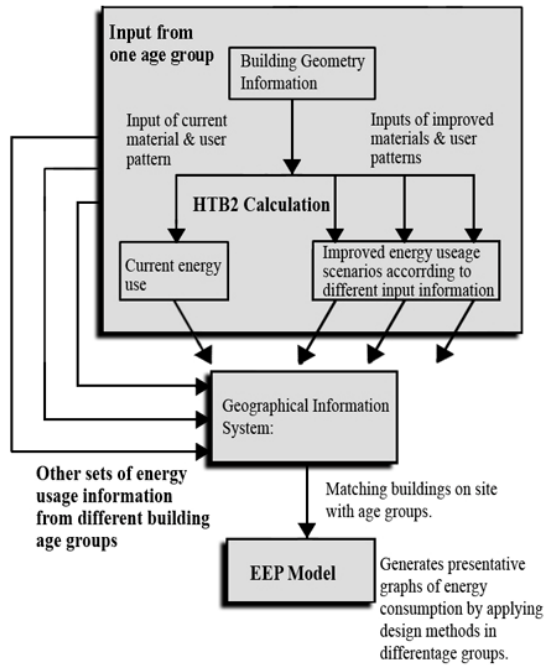 Input from
one age group
Building Geometry
Information
Input of current
material & user
pattern
Inputs of improved
materials & user
patterns
HTB2 Calculation
Current energy
use
Improved energy useage
scenarios accorrding to
different input information
Geographical Information
System:
Other sets of energy
usage information
from different building
age groups
Matching buildings on site
with age groups.
EEP Model
Generates presentative
graphs of energy
consumption by applying
design methods in
differentage groups.